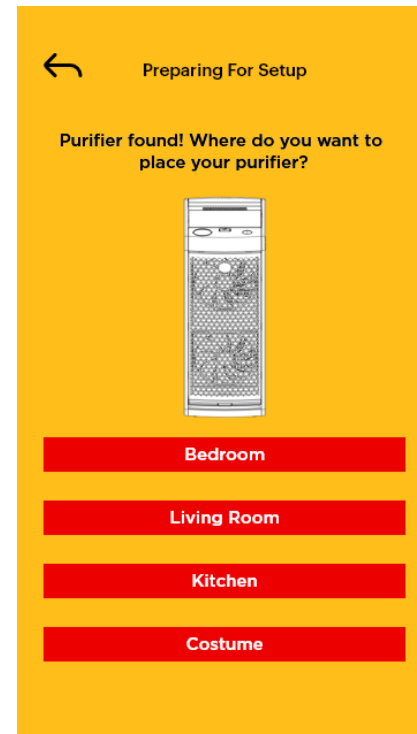 Preparing For Setup
Purifier found! Where do you want to
place your purifier?
Bedroom
Living Room
Kitchen
Costume